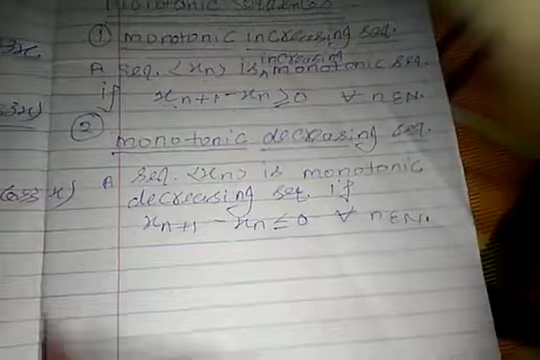 Monotonic sequences -
① monotonic increasing seq.
A seq. <xn> is increasing monotonic seq.
if xn+1 - xn ≥ 0 ∀ n∈N.
② monotonic decreasing seq.
A seq. <xn> is monotonic
decreasing seq. if
xn+1 - xn ≤ 0 ∀ n∈N.